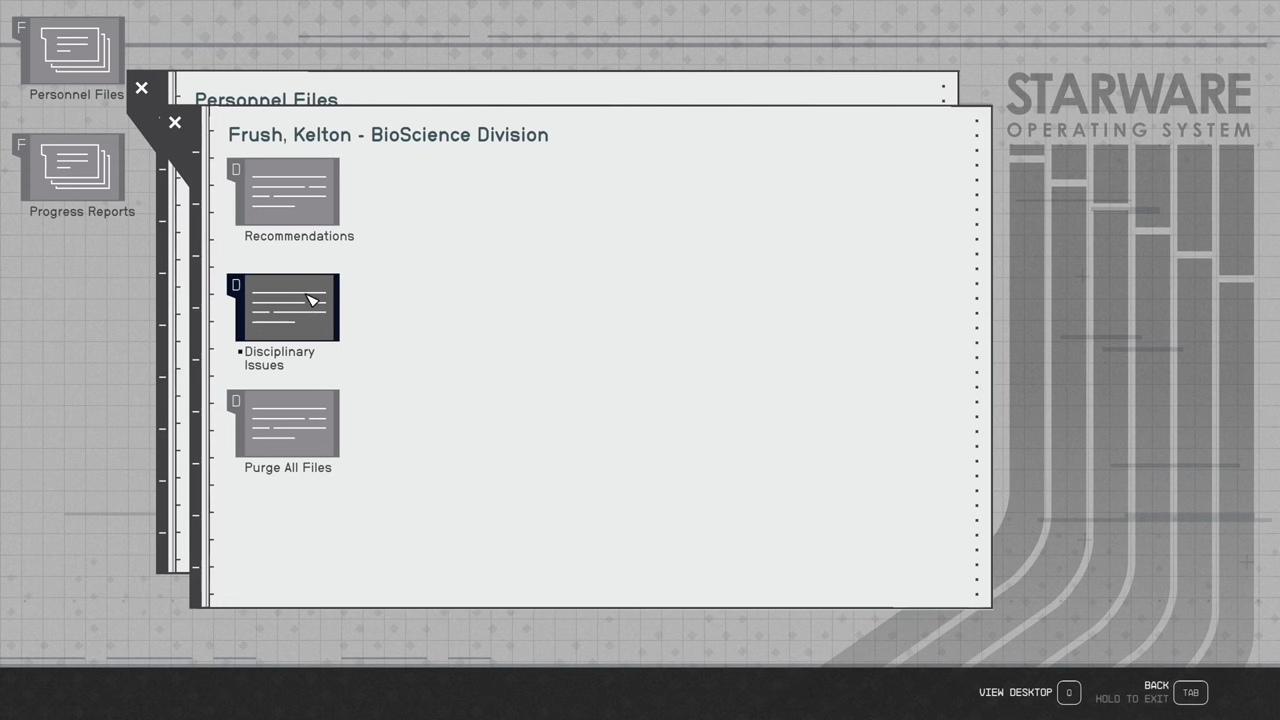 F
Personnel Files
F
Progress Reports
Personnel Files
Frush, Kelton - BioScience Division
Recommendations
Disciplinary
Issues
Purge All Files
STARWARE
OPERATING SYSTEM
VIEW DESKTOP Q
BACK
HOLD TO EXIT TAB